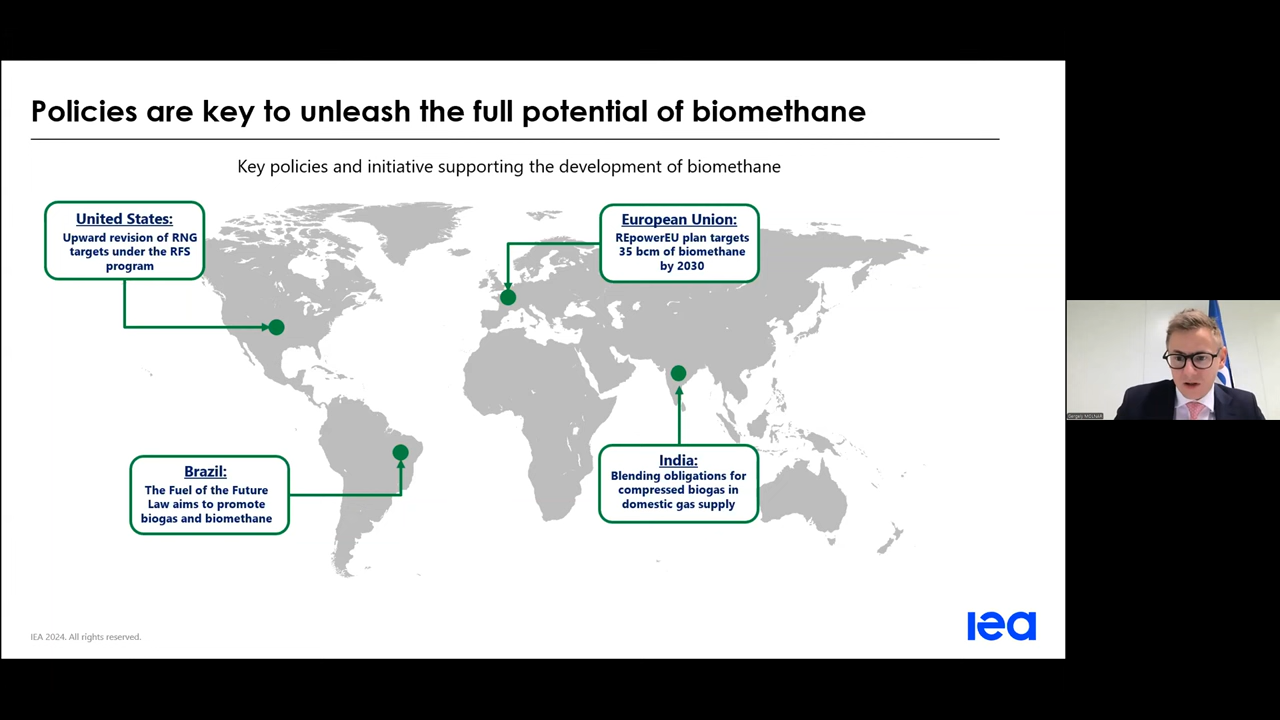 Policies are key to unleash the full potential of biomethane
Key policies and initiative supporting the development of biomethane
United States:
Upward revision of RNG
targets under the RFS
program
European Union:
REpowerEU plan targets
35 bcm of biomethane
by 2030
Brazil:
The Fuel of the Future
Law aims to promote
biogas and biomethane
India:
Blending obligations for
compressed biogas in
domestic gas supply
IEA 2024. All rights reserved.
iea
Gergely MOLNAR